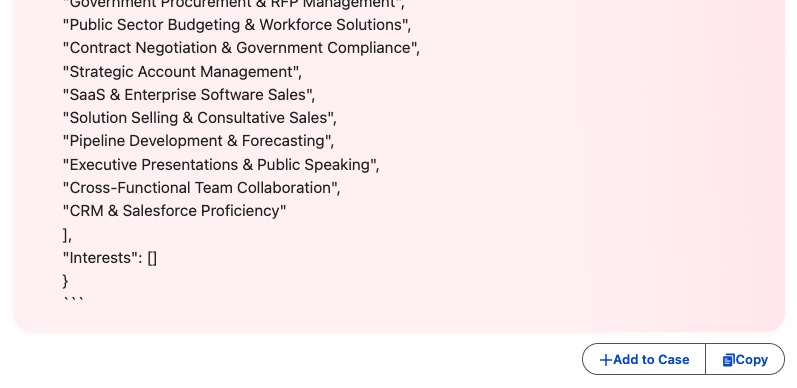 "Government Procurement & RFP Management",
"Public Sector Budgeting & Workforce Solutions",
"Contract Negotiation & Government Compliance",
"Strategic Account Management",
"SaaS & Enterprise Software Sales",
"Solution Selling & Consultative Sales",
"Pipeline Development & Forecasting",
"Executive Presentations & Public Speaking",
"Cross-Functional Team Collaboration",
"CRM & Salesforce Proficiency"
],
"Interests": []
}
```
+Add to Case
Copy